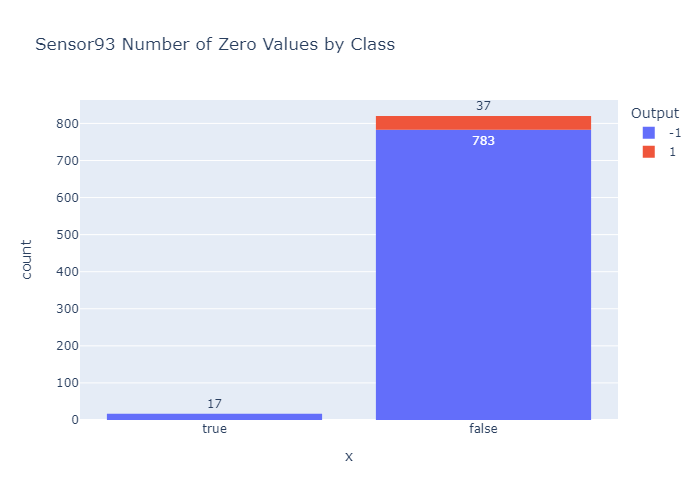 Sensor93 Number of Zero Values by Class
37
Output
-1
1
783
17
800
700
600
500
400
300
200
100
0
count
true
false
x